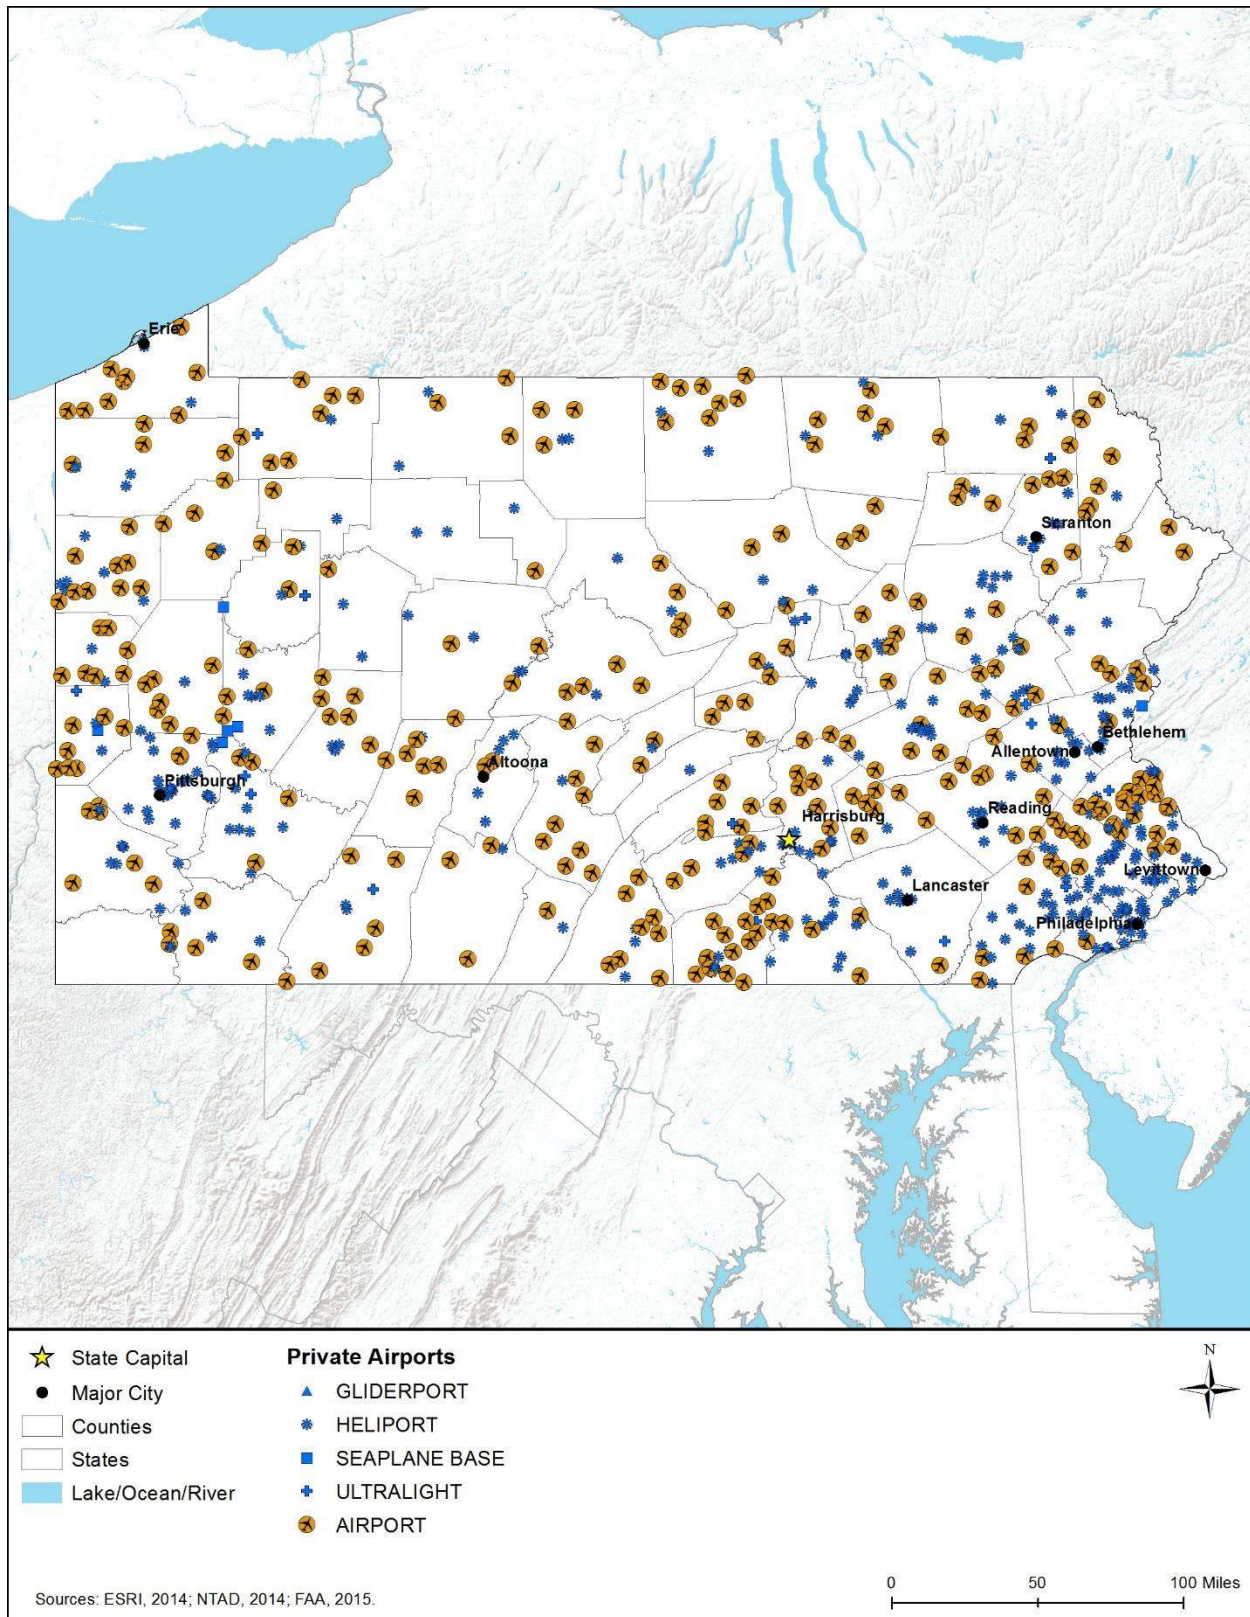 Erie
Scranton
Bethlehem
Allentown
Altoona
Pittsburgh
Reading
Harrisburg
Levittown
Lancaster
Philadelphia
State Capital
Major City
Counties
States
Lake/Ocean/River
Private Airports
GLIDERPORT
HELIPORT
SEAPLANE BASE
ULTRALIGHT
AIRPORT
N
Sources: ESRI, 2014; NTAD, 2014; FAA, 2015.
0 50 100 Miles